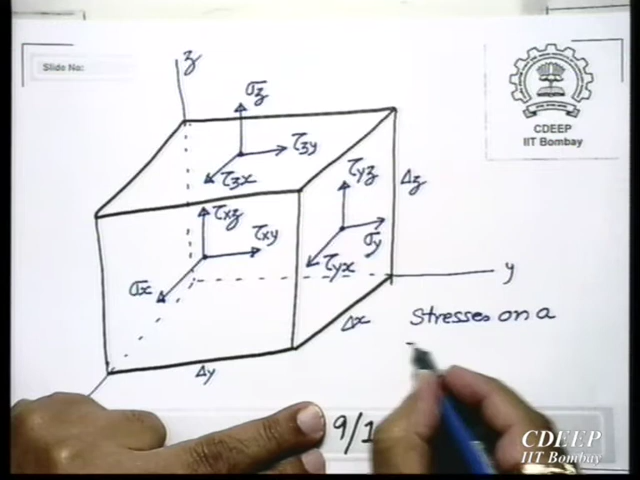 Slide No:
CDEEP
IIT Bombay
z
σz
τzy
τzx
τyz
Δz
σy
τyx
τxz
τxy
σx
y
Δx
Δy
Stresses on a
9/1
CDEEP
IIT Bombay